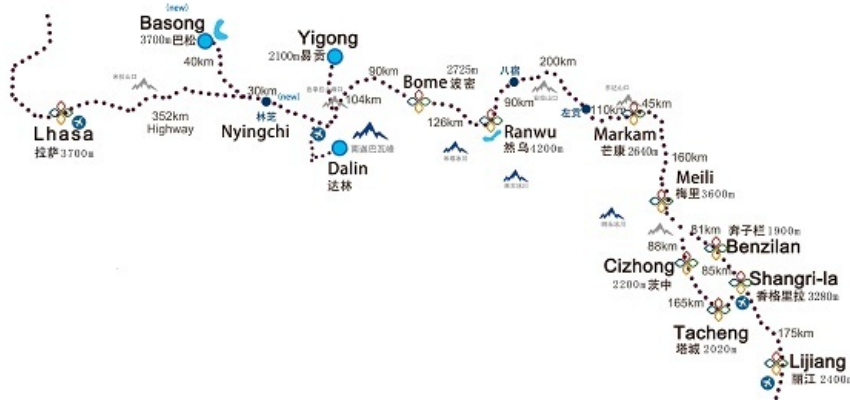 (new)
Basong
3700m巴松
40km
Yigong
2100m易贡
352km
Highway
Lhasa
拉萨3700m
30km
(new)
林芝
Nyingchi
104km
Dalin
达林
90km
Bome
2725m
波密
126km
八宿
90km
Ranwu
然乌4200m
200km
左贡
110km
45km
Markam
芒康2640m
160km
Meili
梅里3600m
81km
奔子栏1900m
Benzilan
88km
Cizhong
2200m茨中
85km
Shangri-la
香格里拉3280m
165km
Tacheng
塔城2020m
175km
Lijiang
丽江2400m